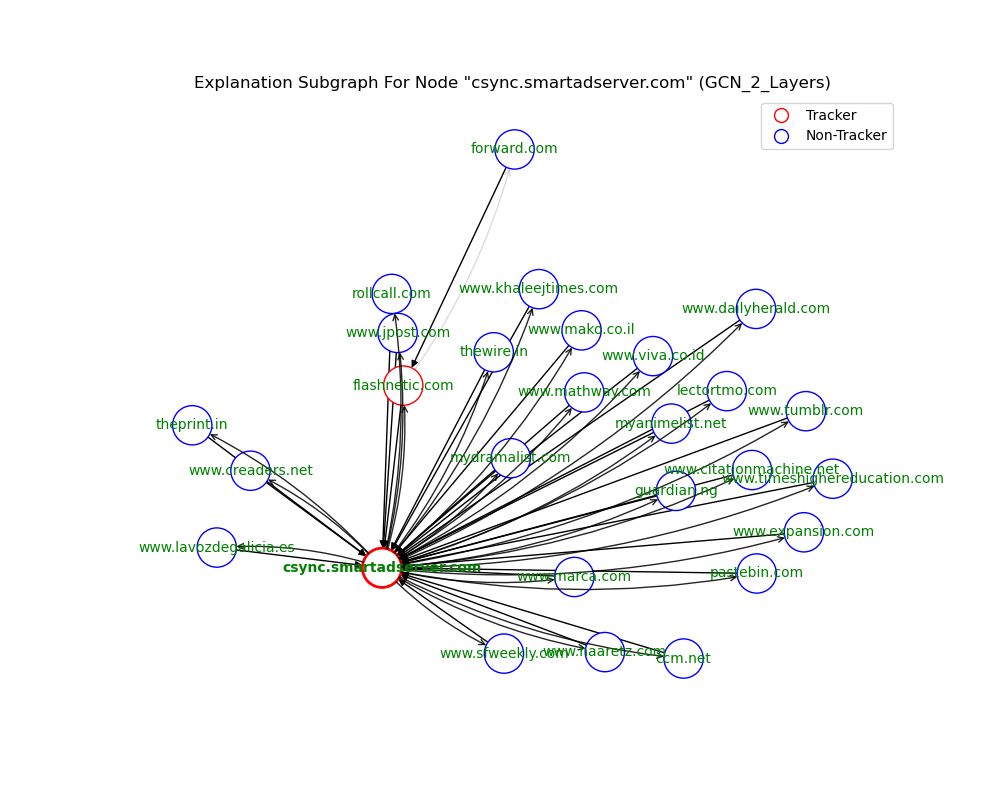 Explanation Subgraph For Node "csync.smartadserver.com" (GCN_2_Layers)
Tracker
Non-Tracker
forward.com
rollcall.com
www.khaleejtimes.com
www.dailyherald.com
www.jpost.com
www.mako.co.il
thewire.in
www.viva.co.id
flashnetic.com
www.mathway.com
lectortmo.com
www.tumblr.com
theprint.in
myanimelist.net
mydramalist.com
www.creaders.net
www.citationmachine.net
www.timeshighereducation.com
guardian.ng
www.expansion.com
www.lavozdegalicia.es
csync.smartadserver.com
www.marca.com
pastebin.com
www.sfweekly.com
www.haaretz.com
ccm.net